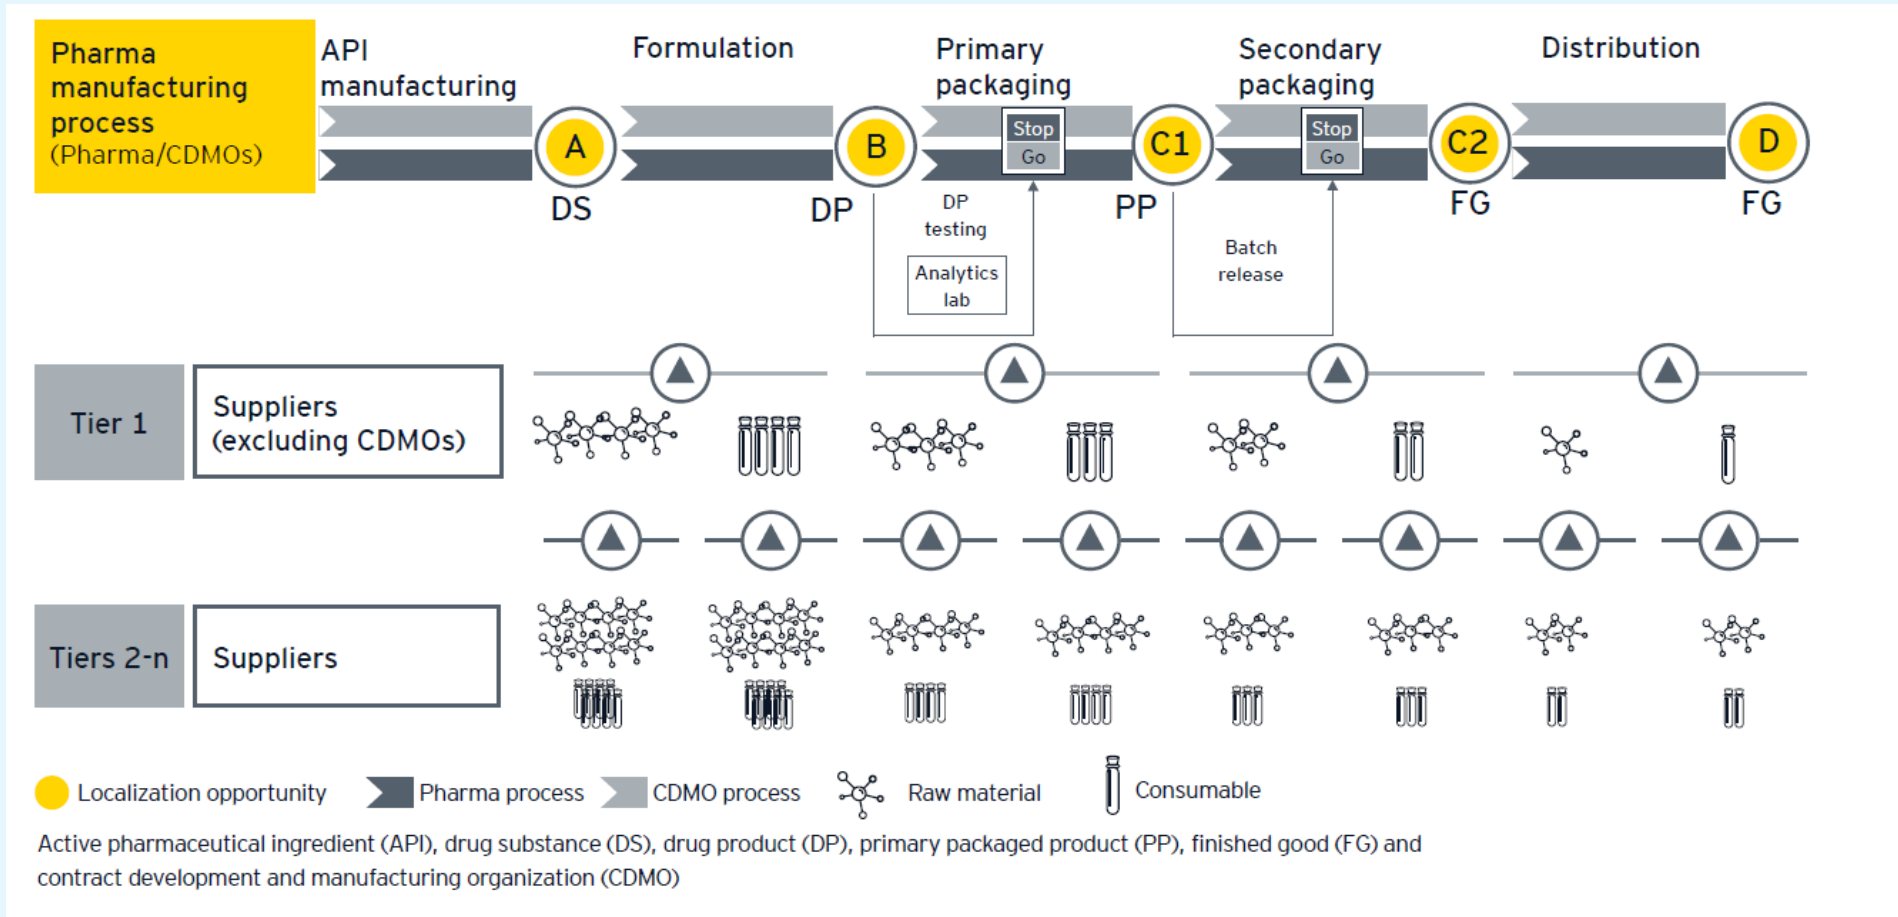 Pharma
manufacturing
process
(Pharma/CDMOs)
API
manufacturing
Formulation
Primary
packaging
Secondary
packaging
Distribution
Stop
Go
Stop
Go
A
B
C1
C2
D
DS
DP
PP
FG
FG
DP
testing
Analytics
lab
Batch
release
Tier 1
Suppliers
(excluding CDMOs)
Tiers 2-n
Suppliers
Localization opportunity
Pharma process
CDMO process
Raw material
Consumable
Active pharmaceutical ingredient (API), drug substance (DS), drug product (DP), primary packaged product (PP), finished good (FG) and
contract development and manufacturing organization (CDMO)